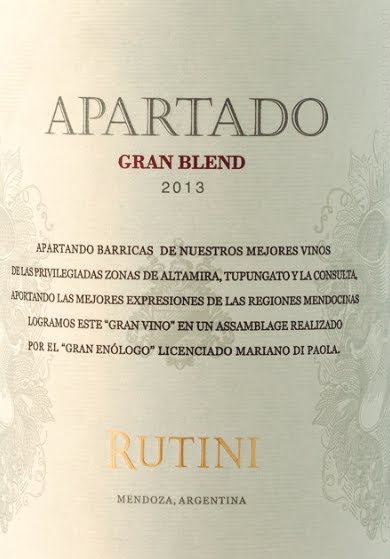 APARTADO
GRAN BLEND
2013
APARTANDO BARRICAS DE NUESTROS MEJORES VINOS
DE LAS PRIVILEGIADAS ZONAS DE ALTAMIRA, TUPUNGATO Y LA CONSULTA,
APORTANDO LAS MEJORES EXPRESIONES DE LAS REGIONES MENDOCINAS
LOGRAMOS ESTE "GRAN VINO" EN UN ASSAMBLAGE REALIZADO
POR EL "GRAN ENÓLOGO" LICENCIADO MARIANO DI PAOLA.
RUTINI
MENDOZA, ARGENTINA